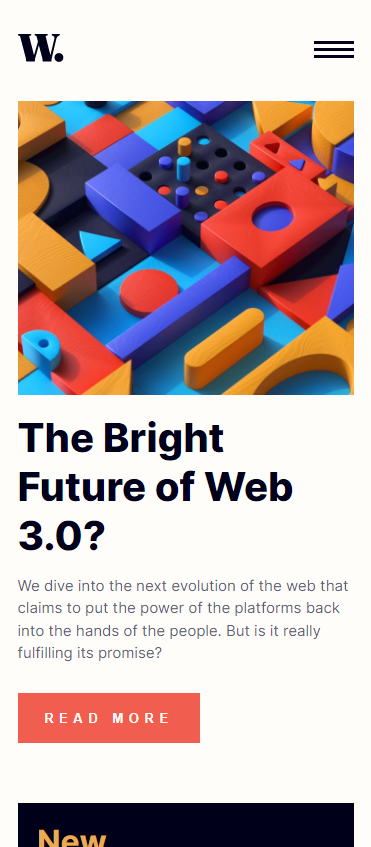 W.
The Bright
Future of Web
3.0?
We dive into the next evolution of the web that
claims to put the power of the platforms back
into the hands of the people. But is it really
fulfilling its promise?
READ MORE
New